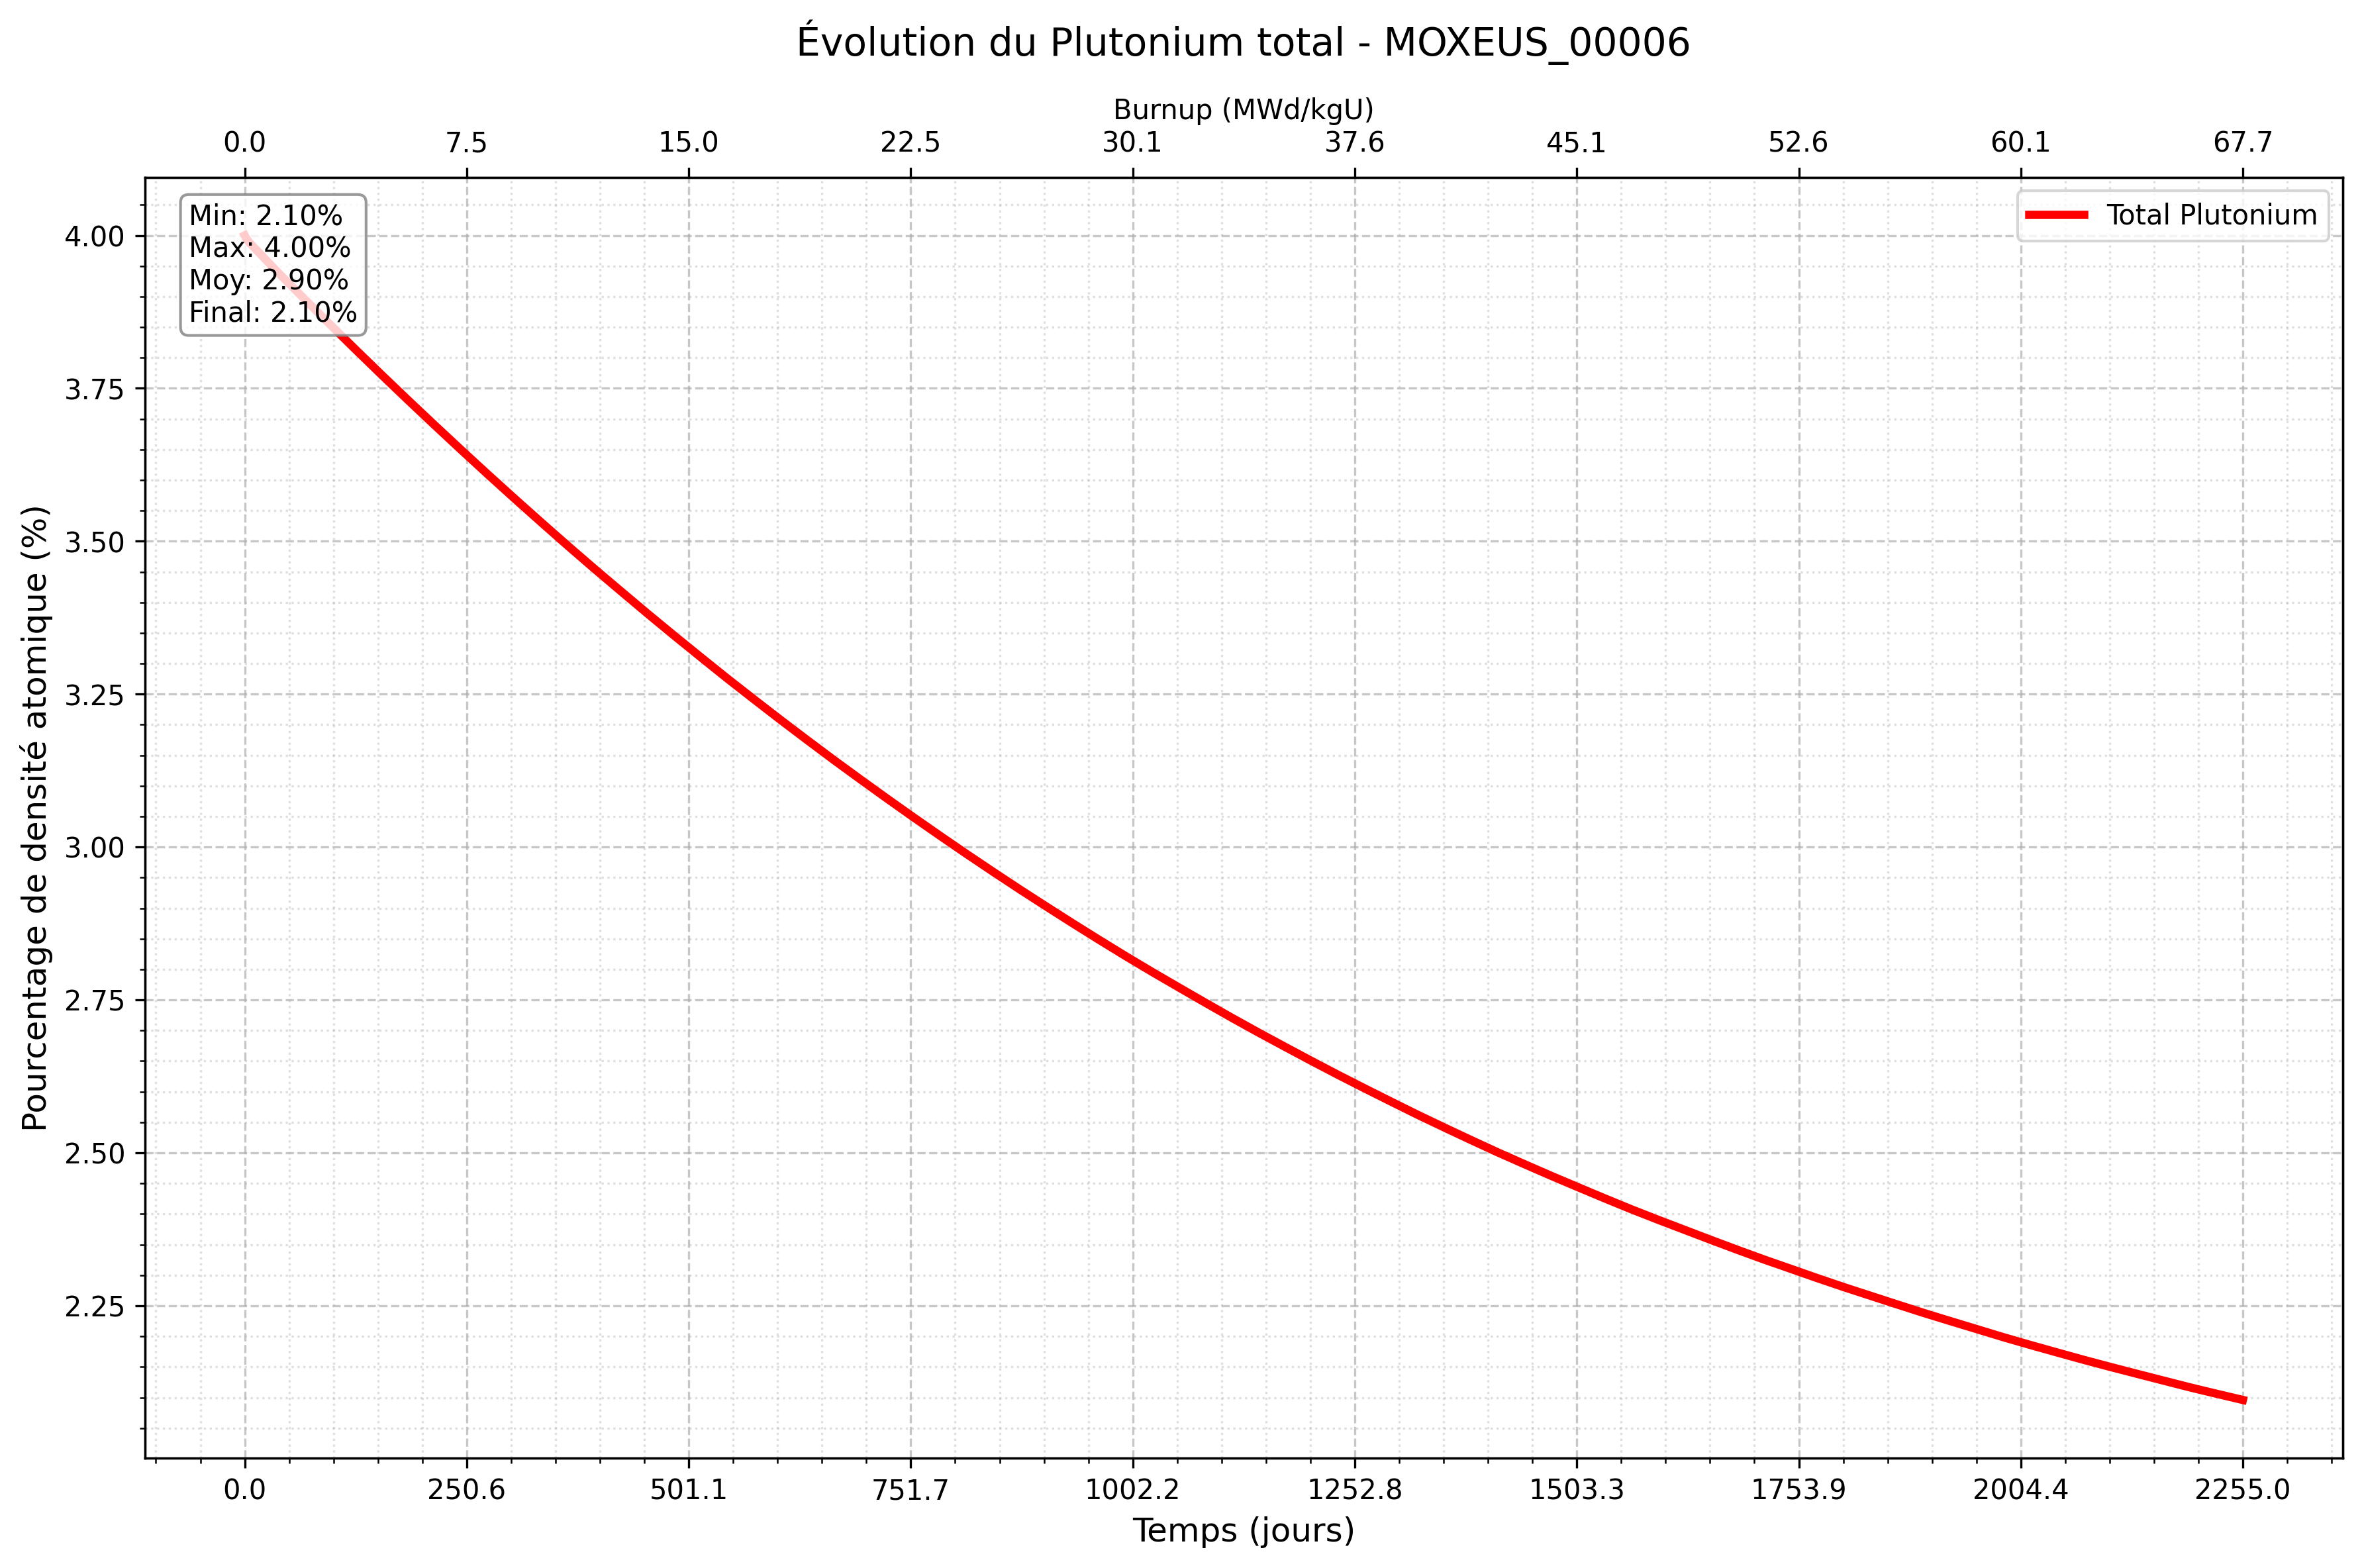 Évolution du Plutonium total - MOXEUS_00006
Burnup (MWd/kgU)
0.0 7.5 15.0 22.5 30.1 37.6 45.1 52.6 60.1 67.7
Min: 2.10%
Max: 4.00%
Moy: 2.90%
Final: 2.10%
Total Plutonium
Pourcentage de densité atomique (%)
4.00
3.75
3.50
3.25
3.00
2.75
2.50
2.25
0.0 250.6 501.1 751.7 1002.2 1252.8 1503.3 1753.9 2004.4 2255.0
Temps (jours)